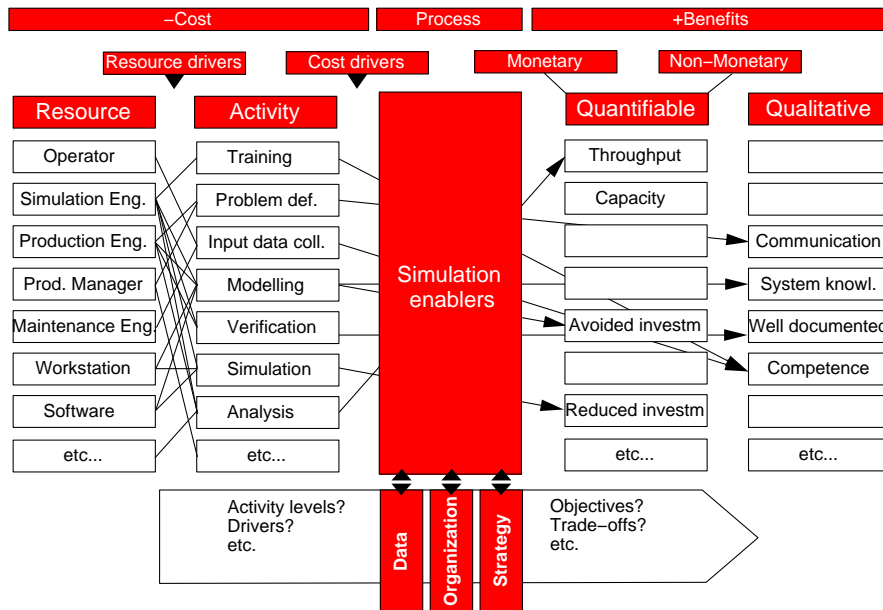 −Cost
Process
+Benefits
Resource drivers
Cost drivers
Monetary
Non−Monetary
Resource
Activity
Quantifiable
Qualitative
Operator
Training
Throughput
Simulation Eng.
Problem def.
Capacity
Production Eng.
Input data coll.
Communication
Prod. Manager
Modelling
Simulation
enablers
System knowl.
Maintenance Eng.
Verification
Avoided investm
Well documented
Workstation
Simulation
Competence
Software
Analysis
Reduced investm
etc...
etc...
etc...
etc...
Activity levels?
Drivers?
etc.
Data
Organization
Strategy
Objectives?
Trade−offs?
etc.